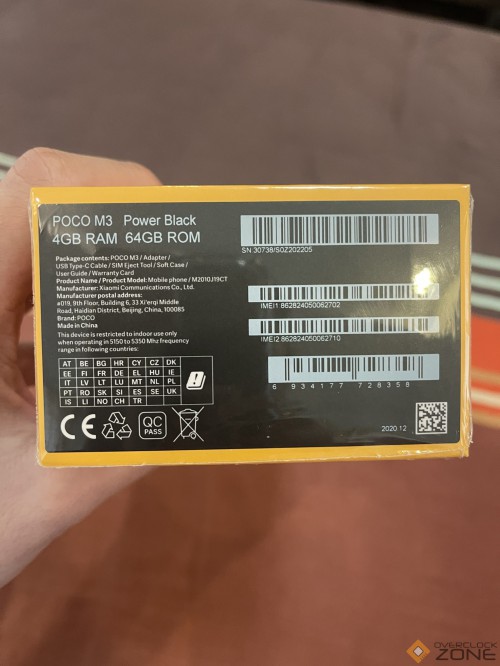 POCO M3 Power Black
4GB RAM 64GB ROM
Package contents: POCO M3 / Adapter /
USB Type-C Cable / SIM Eject Tool / Soft Case /
User Guide / Warranty Card
Product Name / Product Model: Mobile phone / M2010J19CT
Manufacturer: Xiaomi Communications Co., Ltd.
Manufacturer postal address:
#019, 9th Floor, Building 6, 33 Xi'erqi Middle
Road, Haidian District, Beijing, China, 100085
Brand: POCO
Made in China
This device is restricted to indoor use only
when operating in 5150 to 5350 Mhz frequency
range in following countries:
AT BE BG HR CY CZ DK
EE FI FR DE EL HU IE
IT LV LT LU MT NL PL
PT RO SK SI ES SE UK
IS LI NO CH TR
CE
QC
PASS
SN 30738/S0Z202205
IMEI1 862824050062702
IMEI2 862824050062710
6 934177 728358
2020.12
OVERCLOCK
ZONE